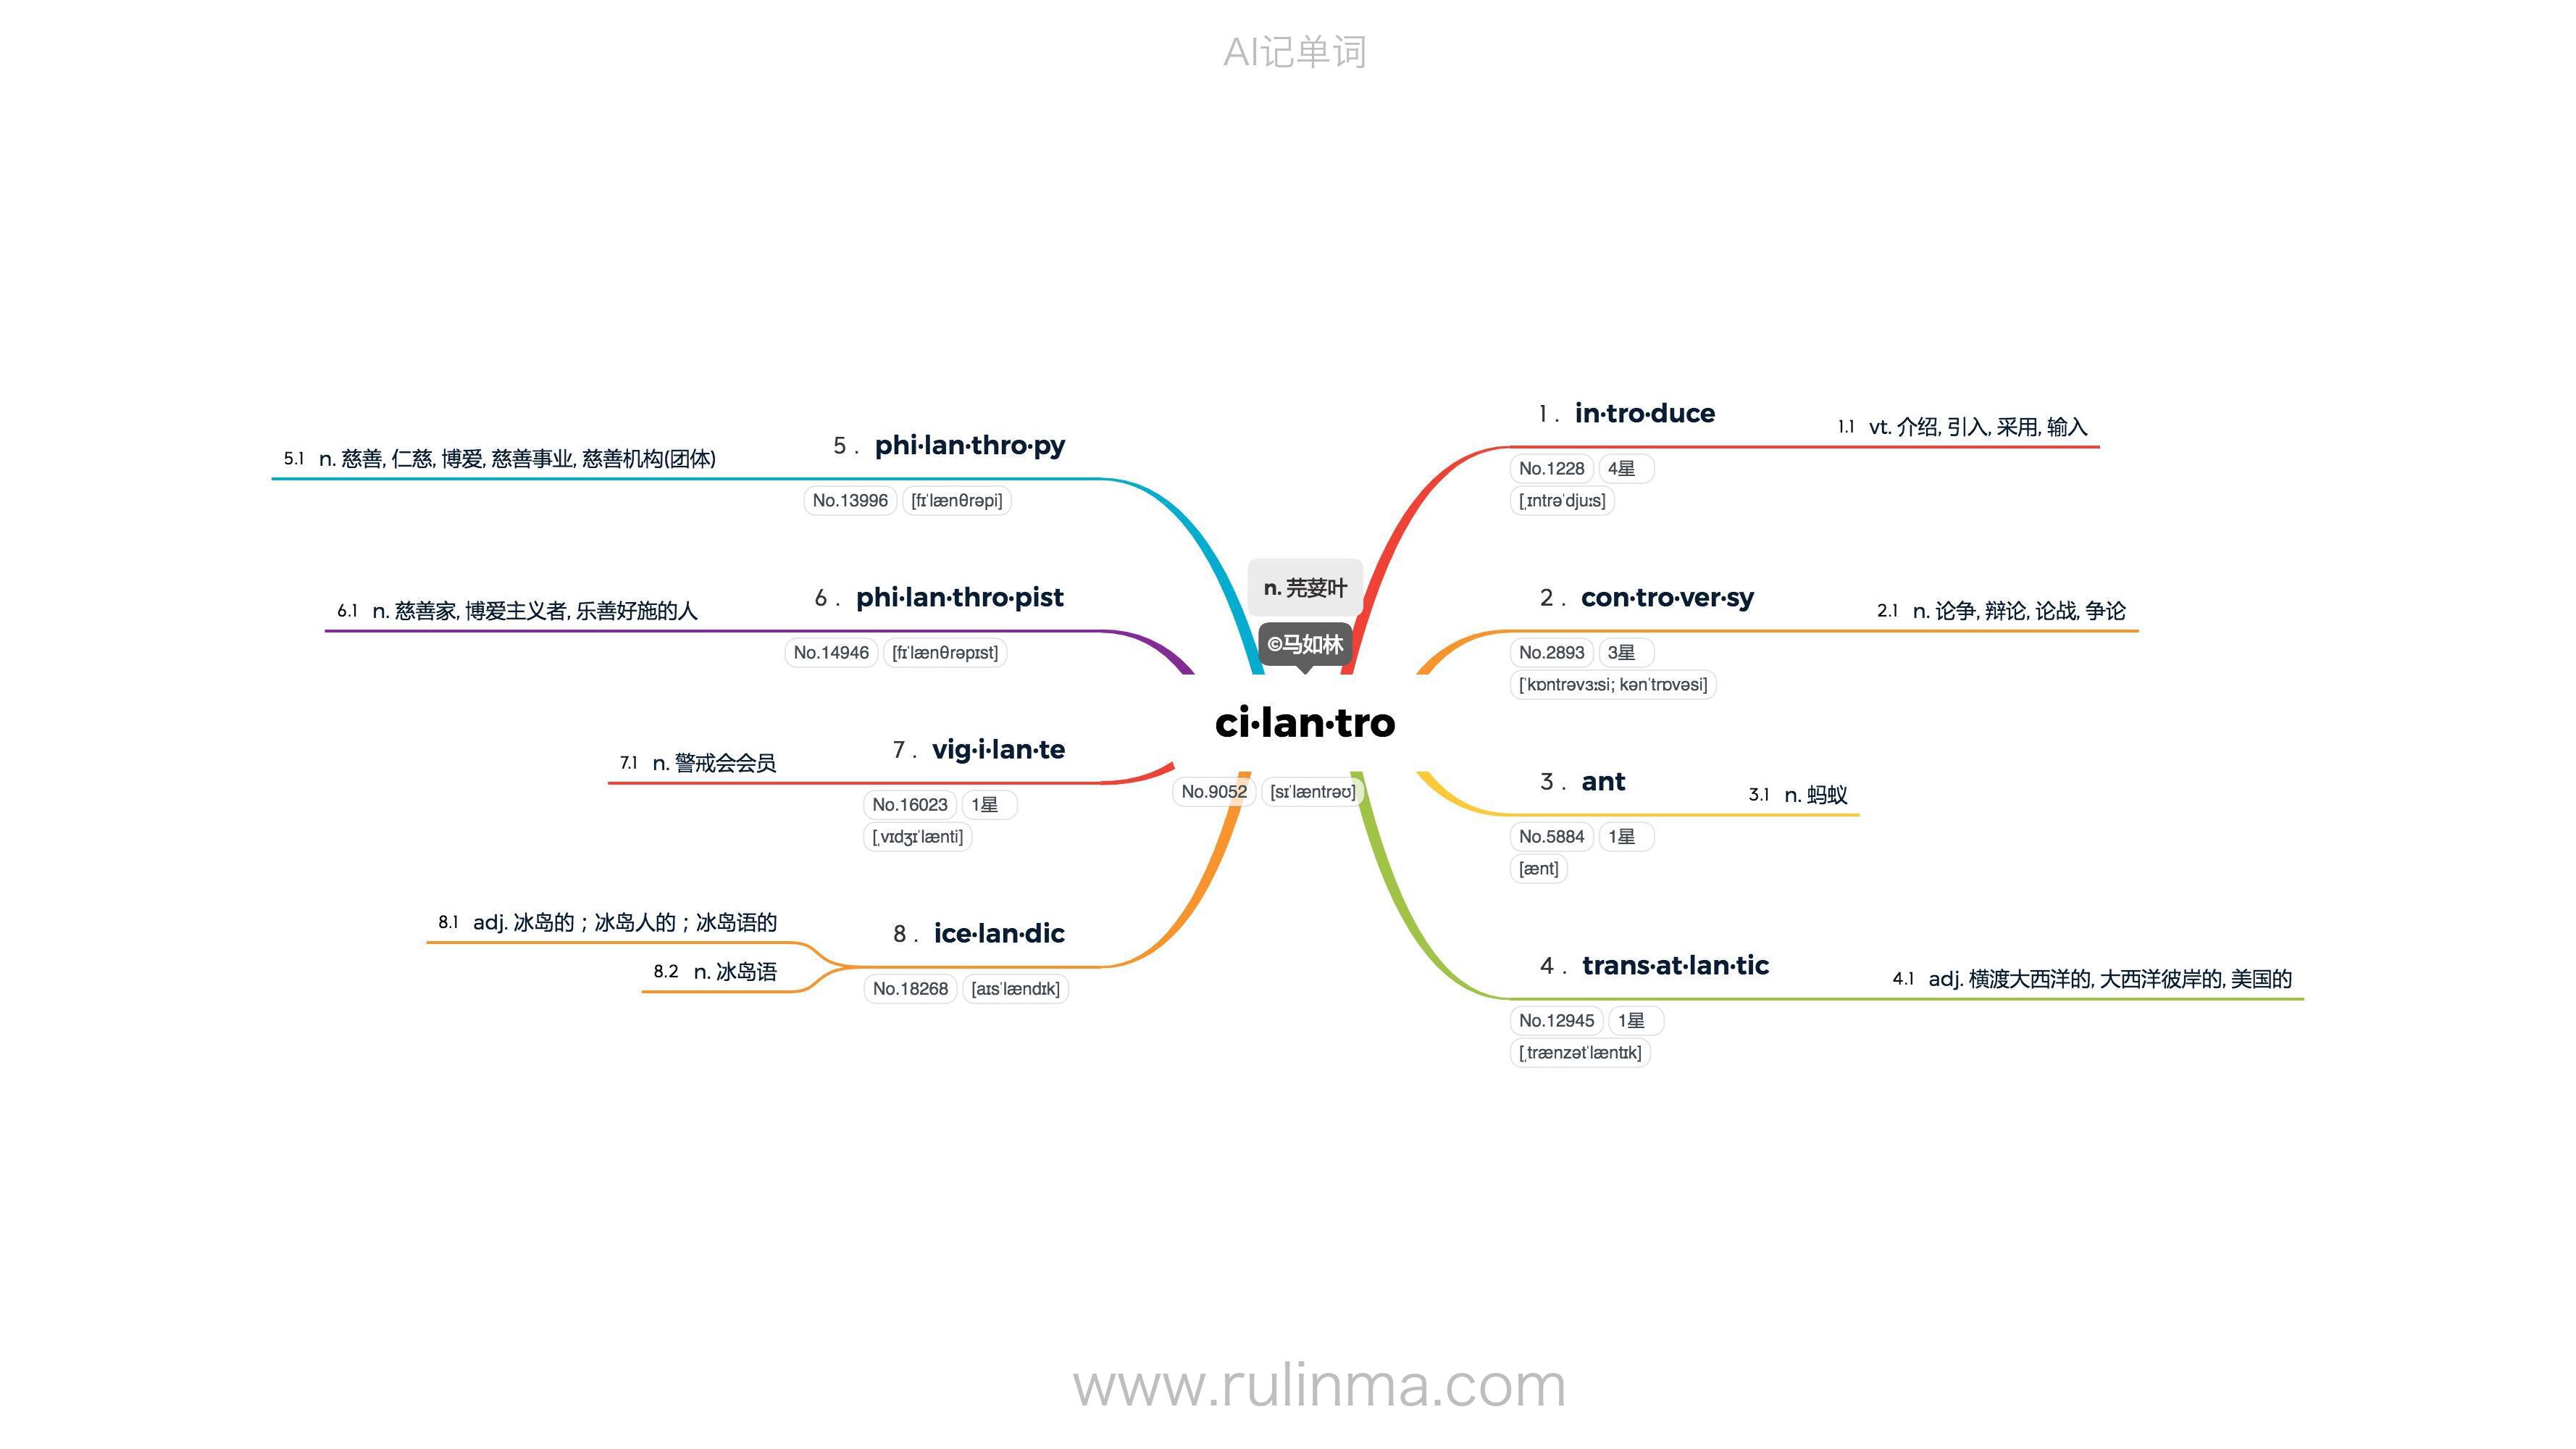 AI记单词
n. 芫荽叶
©马如林
ci·lan·tro
No.9052 [sɪˈlæntrəʊ]
1 . in·tro·duce
No.1228 4星
[ˌɪntrəˈdjuːs]
1.1 vt. 介绍, 引入, 采用, 输入
2 . con·tro·ver·sy
No.2893 3星
[ˈkɒntrəvɜːsi; kənˈtrɒvəsi]
2.1 n. 论争, 辩论, 论战, 争论
3 . ant
No.5884 1星
[ænt]
3.1 n. 蚂蚁
4 . trans·at·lan·tic
No.12945 1星
[ˌtrænzətˈlæntɪk]
4.1 adj. 横渡大西洋的, 大西洋彼岸的, 美国的
5 . phi·lan·thro·py
No.13996 [fɪˈlænθrəpi]
5.1 n. 慈善, 仁慈, 博爱, 慈善事业, 慈善机构(团体)
6 . phi·lan·thro·pist
No.14946 [fɪˈlænθrəpɪst]
6.1 n. 慈善家, 博爱主义者, 乐善好施的人
7 . vig·i·lan·te
No.16023 1星
[ˌvɪdʒɪˈlænti]
7.1 n. 警戒会会员
8 . ice·lan·dic
No.18268 [aɪsˈlændɪk]
8.1 adj. 冰岛的；冰岛人的；冰岛语的
8.2 n. 冰岛语
www.rulinma.com